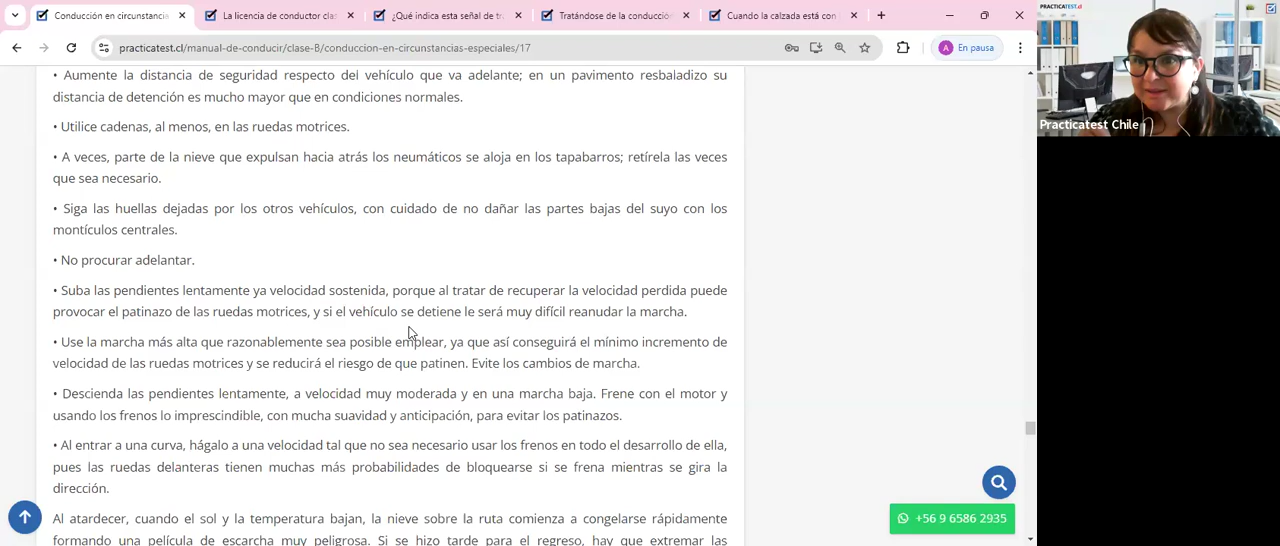 Conducción en circunstancia
La licencia de conductor clas
¿Qué indica esta señal de tr
Tratándose de la conducción
Cuando la calzada está con
practicatest.cl/manual-de-conducir/clase-B/conduccion-en-circunstancias-especiales/17
A
En pausa
PRACTICATEST.cl
Practicatest Chile
• Aumente la distancia de seguridad respecto del vehículo que va adelante; en un pavimento resbaladizo su
distancia de detención es mucho mayor que en condiciones normales.
• Utilice cadenas, al menos, en las ruedas motrices.
• A veces, parte de la nieve que expulsan hacia atrás los neumáticos se aloja en los tapabarros; retírela las veces
que sea necesario.
• Siga las huellas dejadas por los otros vehículos, con cuidado de no dañar las partes bajas del suyo con los
montículos centrales.
• No procurar adelantar.
• Suba las pendientes lentamente ya velocidad sostenida, porque al tratar de recuperar la velocidad perdida puede
provocar el patinazo de las ruedas motrices, y si el vehículo se detiene le será muy difícil reanudar la marcha.
• Use la marcha más alta que razonablemente sea posible emplear, ya que así conseguirá el mínimo incremento de
velocidad de las ruedas motrices y se reducirá el riesgo de que patinen. Evite los cambios de marcha.
• Descienda las pendientes lentamente, a velocidad muy moderada y en una marcha baja. Frene con el motor y
usando los frenos lo imprescindible, con mucha suavidad y anticipación, para evitar los patinazos.
• Al entrar a una curva, hágalo a una velocidad tal que no sea necesario usar los frenos en todo el desarrollo de ella,
pues las ruedas delanteras tienen muchas más probabilidades de bloquearse si se frena mientras se gira la
dirección.
Al atardecer, cuando el sol y la temperatura bajan, la nieve sobre la ruta comienza a congelarse rápidamente
formando una película de escarcha muy peligrosa. Si se hizo tarde para el regreso, hay que extremar las
+56 9 6586 2935